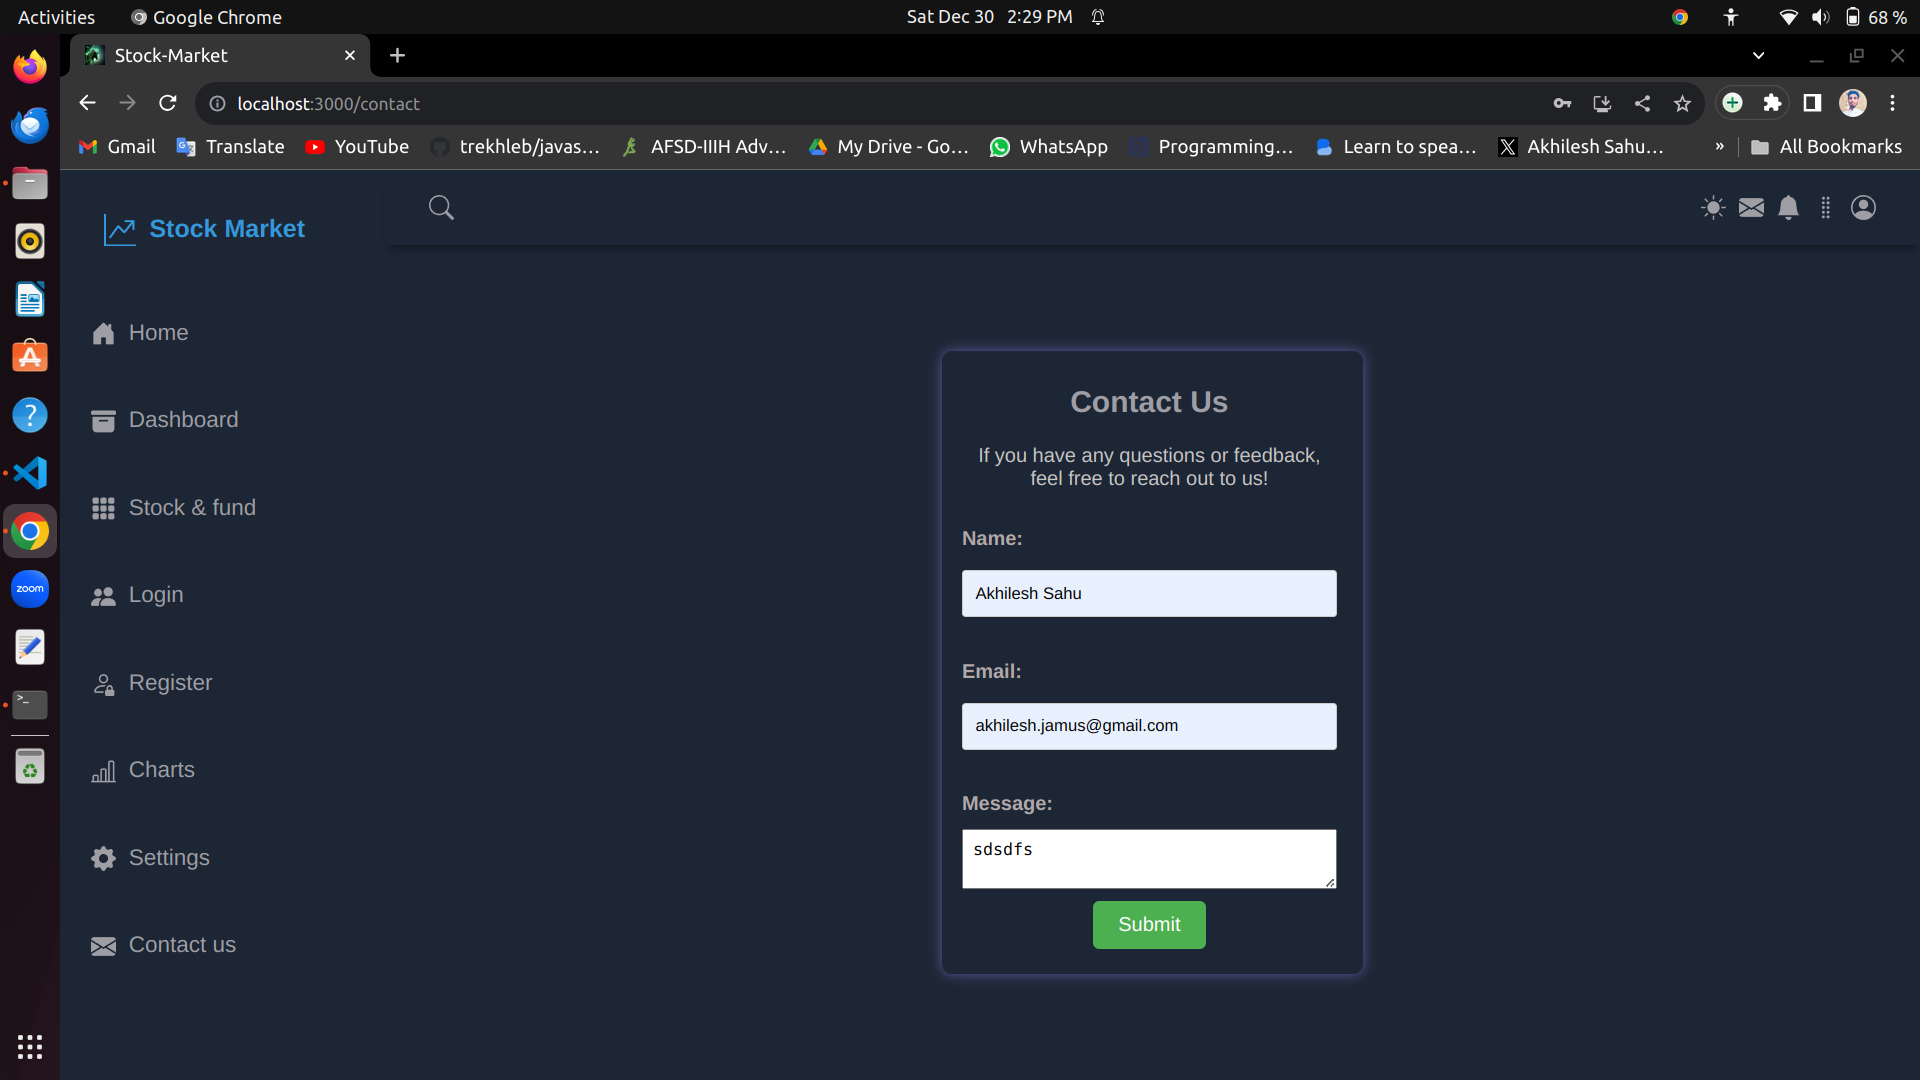 Activities
Google Chrome
Sat Dec 30 2:29 PM
68 %
Stock-Market
localhost:3000/contact
Gmail
Translate
YouTube
trekhleb/javas...
AFSD-IIIH Adv...
My Drive - Go...
WhatsApp
Programming...
Learn to spea...
Akhilesh Sahu...
»
All Bookmarks
Stock Market
Home
Dashboard
Stock & fund
Login
Register
Charts
Settings
Contact us
Contact Us
If you have any questions or feedback,
feel free to reach out to us!
Name:
Akhilesh Sahu
Email:
akhilesh.jamus@gmail.com
Message:
sdsdfs
Submit
zoom